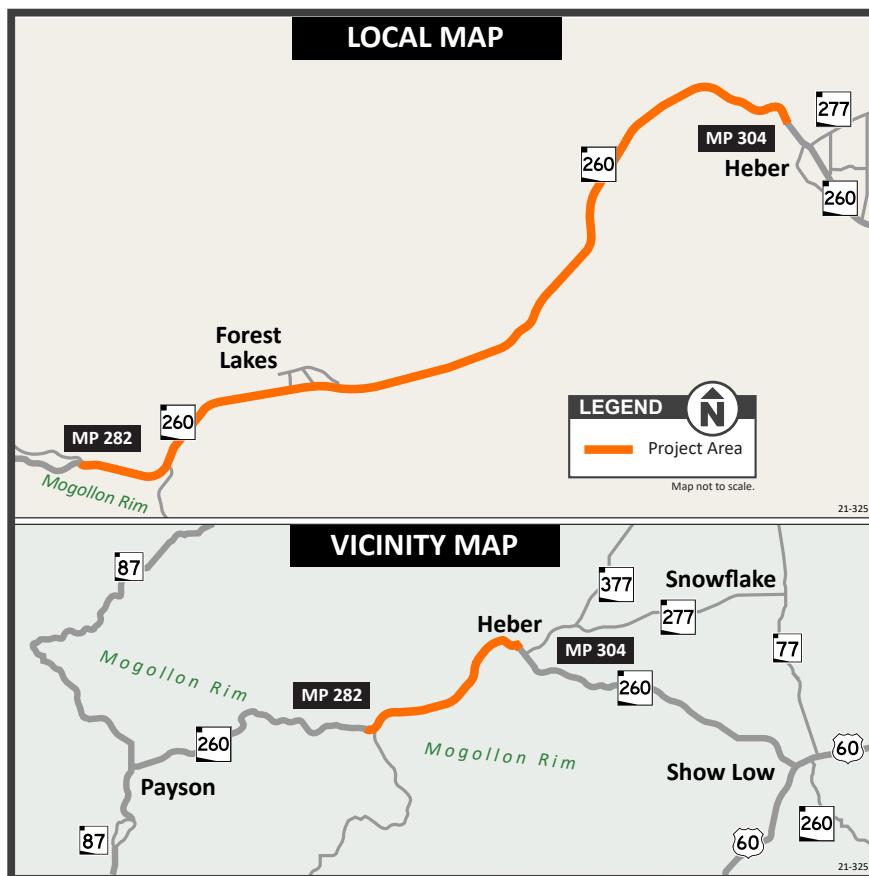 LOCAL MAP
277
MP 304
260
Heber
260
Forest
Lakes
260
MP 282
Mogollon Rim
LEGEND
N
Project Area
Map not to scale.
21-325
VICINITY MAP
87
377
Snowflake
277
Heber
77
MP 304
Mogollon Rim
MP 282
260
260
Mogollon Rim
60
Show Low
Payson
260
87
60
21-325